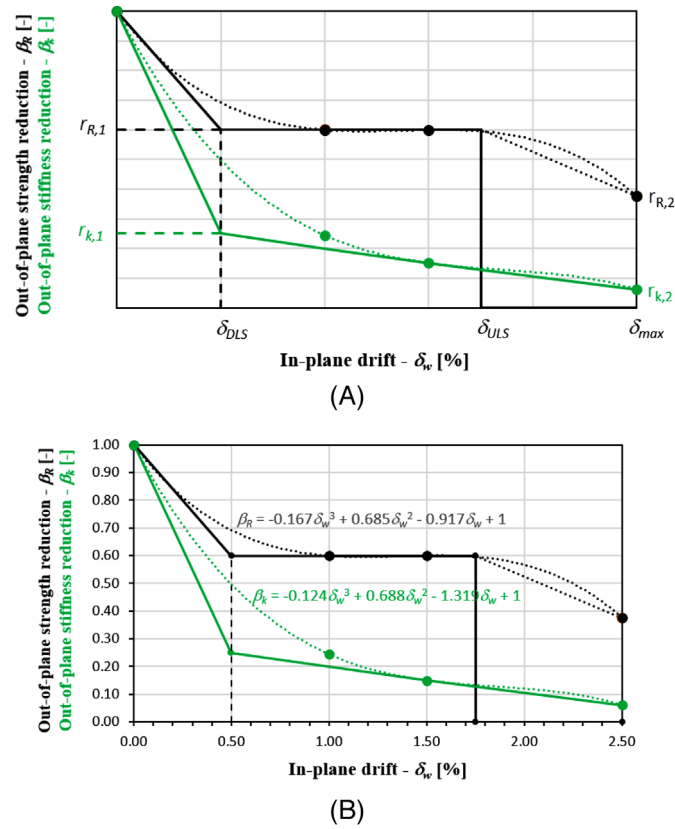 Out-of-plane strength reduction - β_R [-]
Out-of-plane stiffness reduction - β_k [-]
r_R,1
r_R,2
r_k,1
r_k,2
δ_DLS δ_ULS δ_max
In-plane drift - δ_w [%]
(A)
Out-of-plane strength reduction - β_R [-]
Out-of-plane stiffness reduction - β_k [-]
1.00
0.90
0.80
0.70
β_R = -0.167δ_w³ + 0.685δ_w² - 0.917δ_w + 1
0.60
0.50
β_k = -0.124δ_w³ + 0.688δ_w² - 1.319δ_w + 1
0.40
0.30
0.20
0.10
0.00
0.00 0.50 1.00 1.50 2.00 2.50
In-plane drift - δ_w [%]
(B)